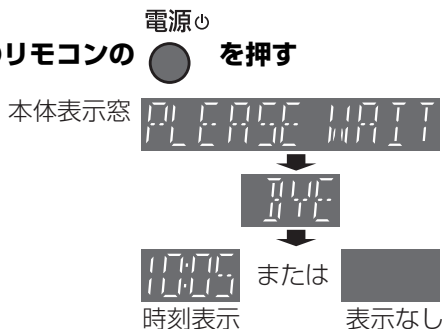 電源⏻
リモコンの を押す
本体表示窓 PLEASE WAIT
BYE
10:05 または
時刻表示 表示なし